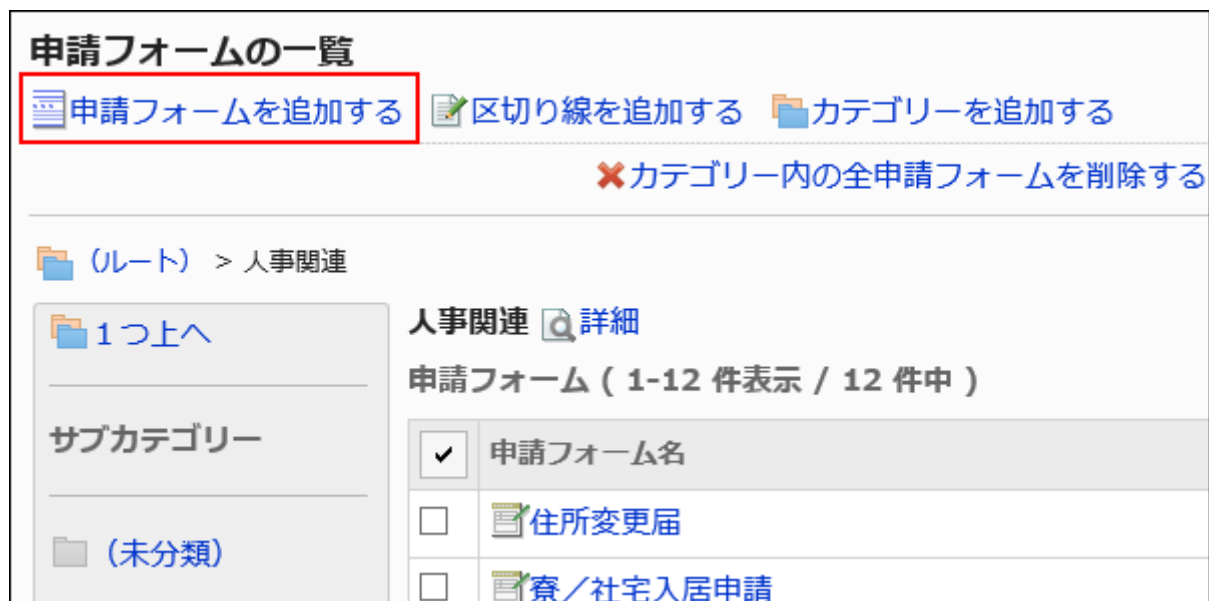 申請フォームの一覧
申請フォームを追加する 区切り線を追加する カテゴリーを追加する
カテゴリー内の全申請フォームを削除する
（ルート） > 人事関連
1つ上へ
サブカテゴリー
（未分類）
人事関連 詳細
申請フォーム ( 1-12 件表示 / 12 件中 )
申請フォーム名
住所変更届
寮／社宅入居申請